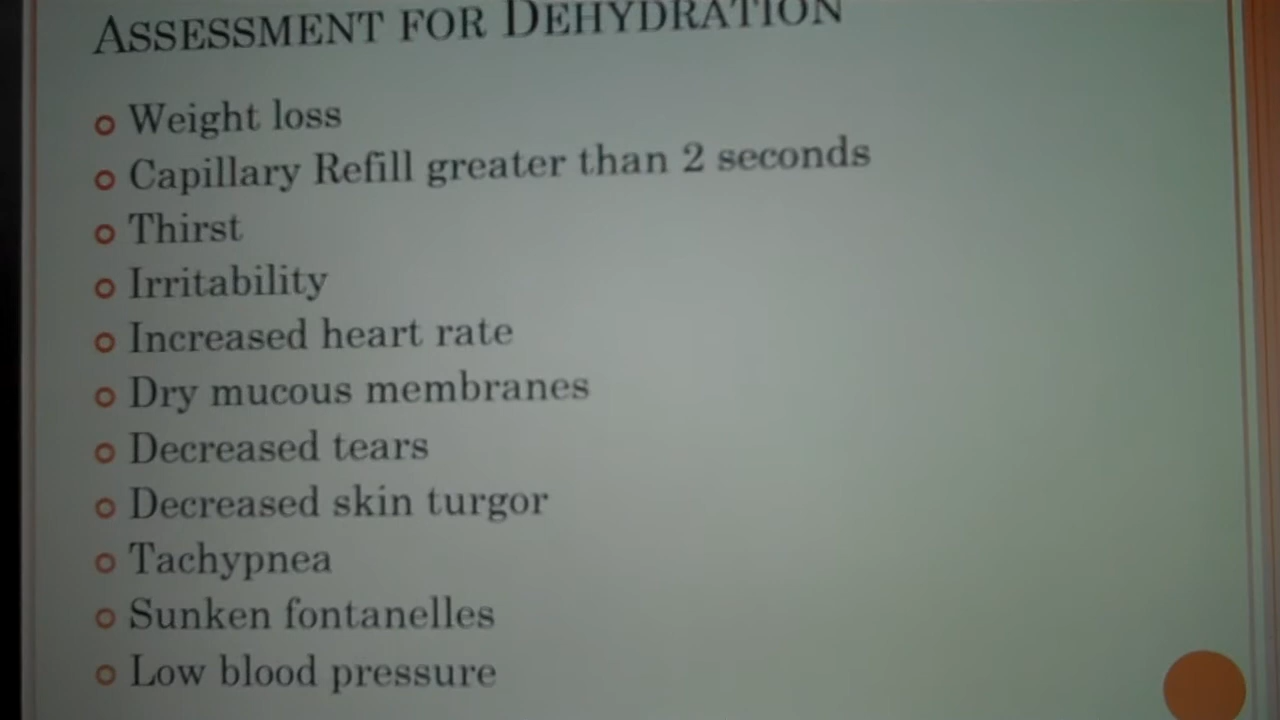 ASSESSMENT FOR DEHYDRATION
Weight loss
Capillary Refill greater than 2 seconds
Thirst
Irritability
Increased heart rate
Dry mucous membranes
Decreased tears
Decreased skin turgor
Tachypnea
Sunken fontanelles
Low blood pressure